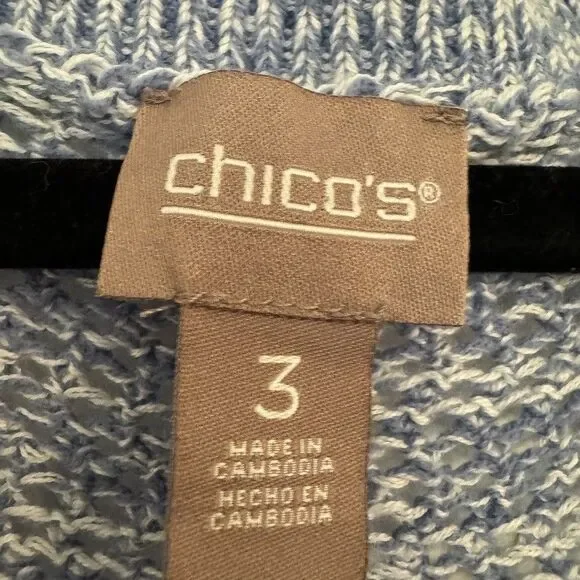 chico's®
3
MADE IN
CAMBODIA
HECHO EN
CAMBODIA